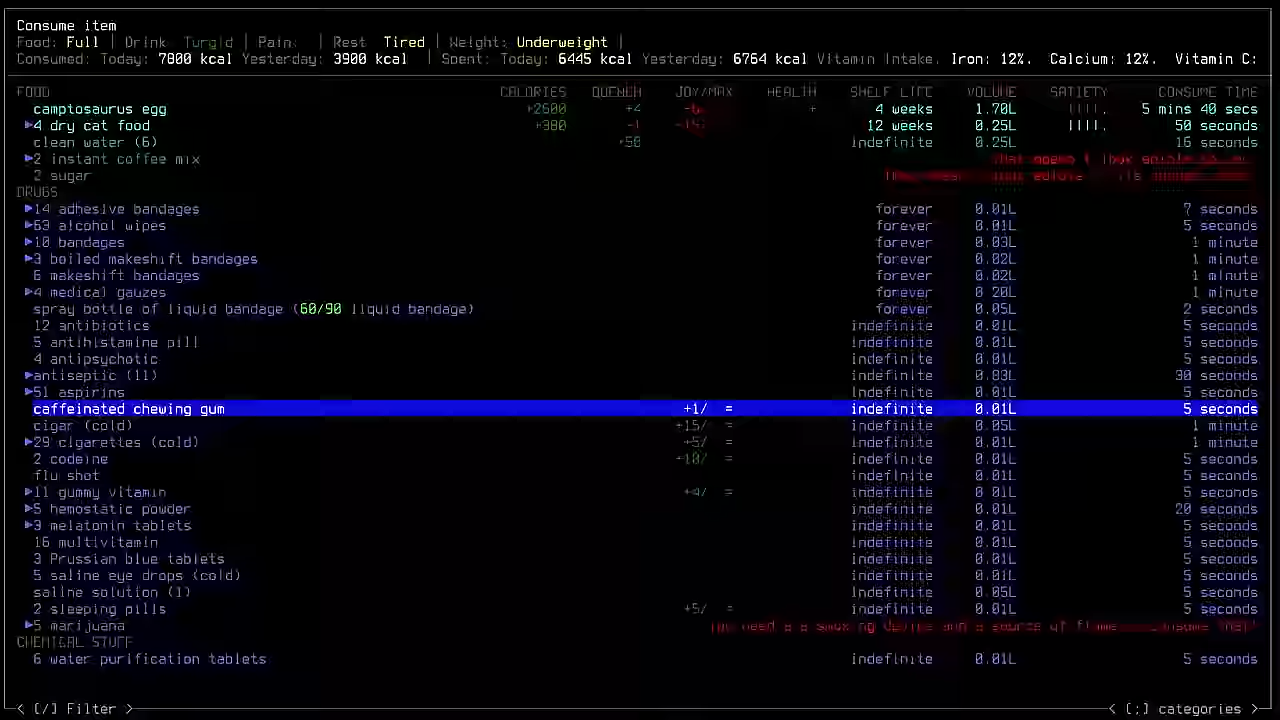 Consume item
Food: Full | Drink Turgid | Pain | Rest Tired | Weight: Underweight |
Consumed: Today: 7800 kcal Yesterday: 3900 kcal | Spent: Today: 6445 kcal Yesterday: 6764 kcal Vitamin Intake. Iron: 12%. Calcium: 12%. Vitamin C:
FOOD CALORIES QUENCH JOY/MAX HEALTH SHELF LIFE VOLUME SATIETY CONSUME TIME
camptosaurus egg +2600 +4 + 4 weeks 1.70L ||||. 5 mins 40 secs
▶4 dry cat food +380 -1 12 weeks 0.25L ||||. 50 seconds
clean water (6) +50 indefinite 0.25L 16 seconds
▶2 instant coffee mix
2 sugar
DRUGS
▶14 adhesive bandages forever 0.01L 7 seconds
▶63 alcohol wipes forever 0.01L 5 seconds
▶10 bandages forever 0.03L 1 minute
▶3 boiled makeshift bandages forever 0.02L 1 minute
6 makeshift bandages forever 0.02L 1 minute
▶4 medical gauzes forever 0 20L 1 minute
spray bottle of liquid bandage (60/90 liquid bandage) forever 0.05L 2 seconds
12 antibiotics indefinite 0.01L 5 seconds
5 antihistamine pill indefinite 0.01L 5 seconds
4 antipsychotic indefinite 0.01L 5 seconds
▶antiseptic (11) indefinite 0.03L 30 seconds
▶51 aspirins indefinite 0.01L 5 seconds
caffeinated chewing gum +1/ = indefinite 0.01L 5 seconds
cigar (cold) +15/ = indefinite 0.05L 1 minute
▶29 cigarettes (cold) +5/ = indefinite 0.01L 1 minute
2 codeine +10/ = indefinite 0.01L 5 seconds
flu shot indefinite 0.01L 5 seconds
▶11 gummy vitamin +4/ = indefinite 0 01L 5 seconds
▶5 hemostatic powder indefinite 0.01L 20 seconds
▶3 melatonin tablets indefinite 0.01L 5 seconds
16 multivitamin indefinite 0.01L 5 seconds
3 Prussian blue tablets indefinite 0.01L 5 seconds
5 saline eye drops (cold) indefinite 0.01L 5 seconds
saline solution (1) indefinite 0.05L 5 seconds
2 sleeping pills +5/ = indefinite 0.01L 5 seconds
▶5 marijuana need a source of flame
CHEMICAL STUFF
6 water purification tablets indefinite 0.01L 5 seconds
< [/] Filter > < [;] categories >